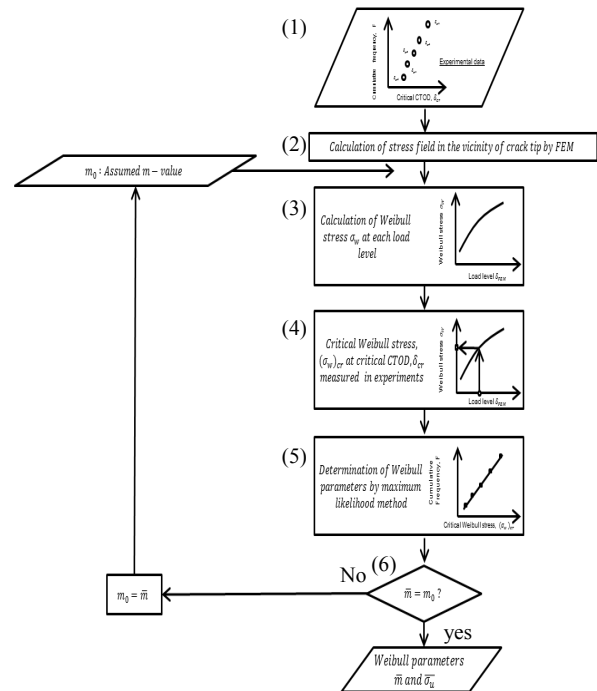 (1)
Cumulative frequency, F
Experimental data
Critical CTOD, δcr
(2)
Calculation of stress field in the vicinity of crack tip by FEM
m₀ : Assumed m − value
(3)
Calculation of Weibull
stress σw at each load
level
Weibull stress σw
Load level δFEM
(4)
Critical Weibull stress,
(σw)cr at critical CTOD,δcr
measured in experiments
Weibull stress σw
Load level δFEM
(5)
Determination of Weibull
parameters by maximum
likelihood method
Cumulative
Frequency, F
Critical Weibull stress, (σw)cr
(6)
No
m̅ = m₀ ?
m₀ = m̅
yes
Weibull parameters
m̅ and σ̅u